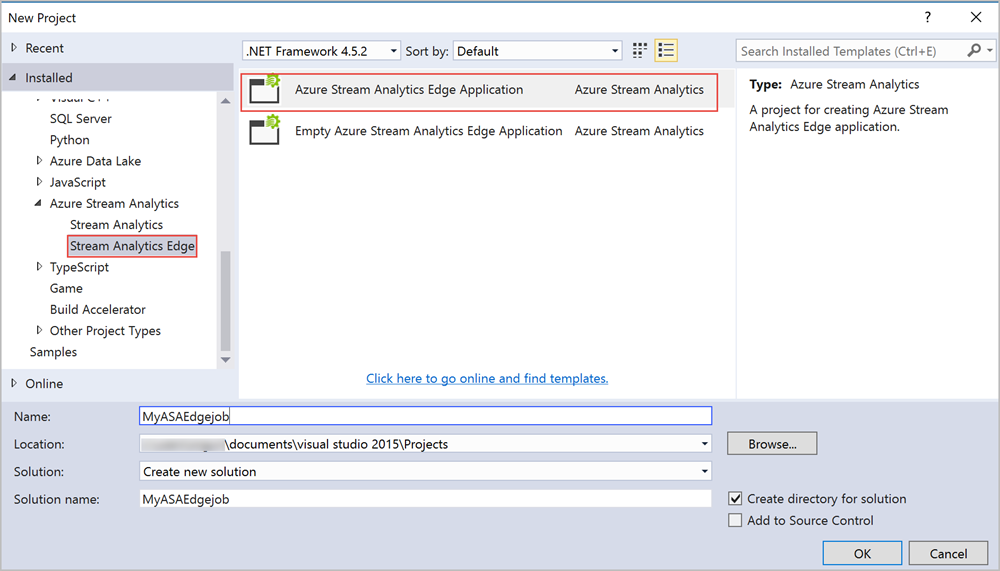 New Project
?
Recent
.NET Framework 4.5.2
Sort by:
Default
Search Installed Templates (Ctrl+E)
Installed
Visual C++
SQL Server
Python
Azure Data Lake
JavaScript
Azure Stream Analytics
Stream Analytics
Stream Analytics Edge
TypeScript
Game
Build Accelerator
Other Project Types
Samples
Online
Azure Stream Analytics Edge Application Azure Stream Analytics
Empty Azure Stream Analytics Edge Application Azure Stream Analytics
Click here to go online and find templates.
Type: Azure Stream Analytics
A project for creating Azure Stream
Analytics Edge application.
Name: MyASAEdgejob
Location: \documents\visual studio 2015\Projects
Browse...
Solution: Create new solution
Solution name: MyASAEdgejob
Create directory for solution
Add to Source Control
OK
Cancel